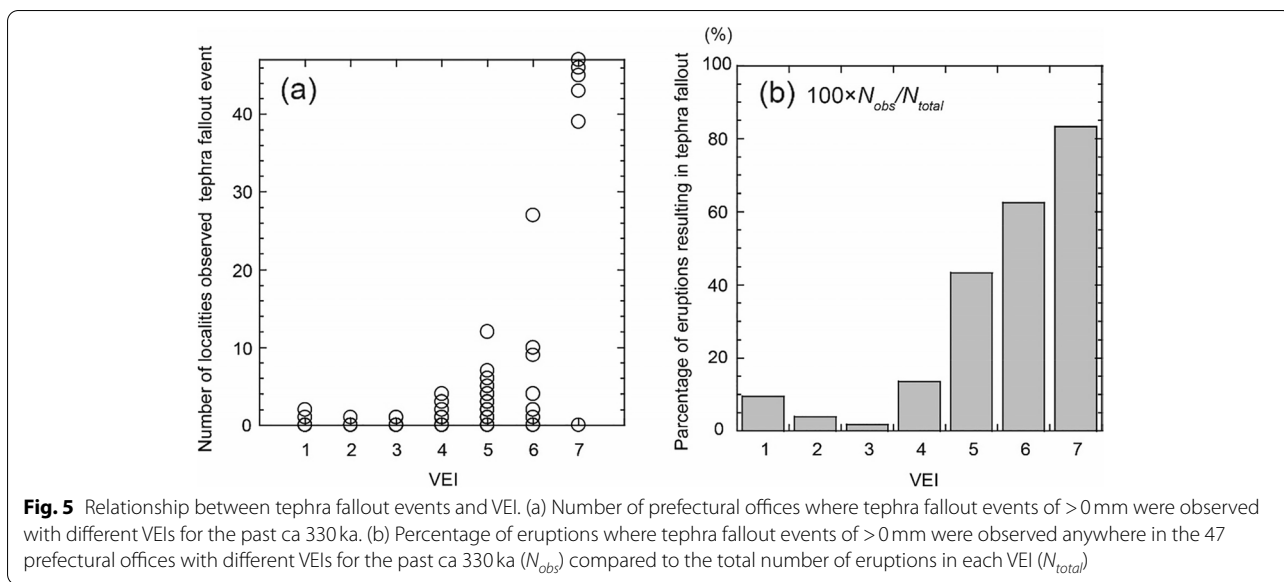 (a)
Number of localities observed tephra fallout event
40
30
20
10
0
1 2 3 4 5 6 7
VEI
(%)
(b) 100×N_obs/N_total
Parcentage of eruptions resulting in tephra fallout
100
80
60
40
20
0
1 2 3 4 5 6 7
VEI
Fig. 5 Relationship between tephra fallout events and VEI. (a) Number of prefectural offices where tephra fallout events of > 0 mm were observed
with different VEIs for the past ca 330 ka. (b) Percentage of eruptions where tephra fallout events of > 0 mm were observed anywhere in the 47
prefectural offices with different VEIs for the past ca 330 ka (N_obs) compared to the total number of eruptions in each VEI (N_total)